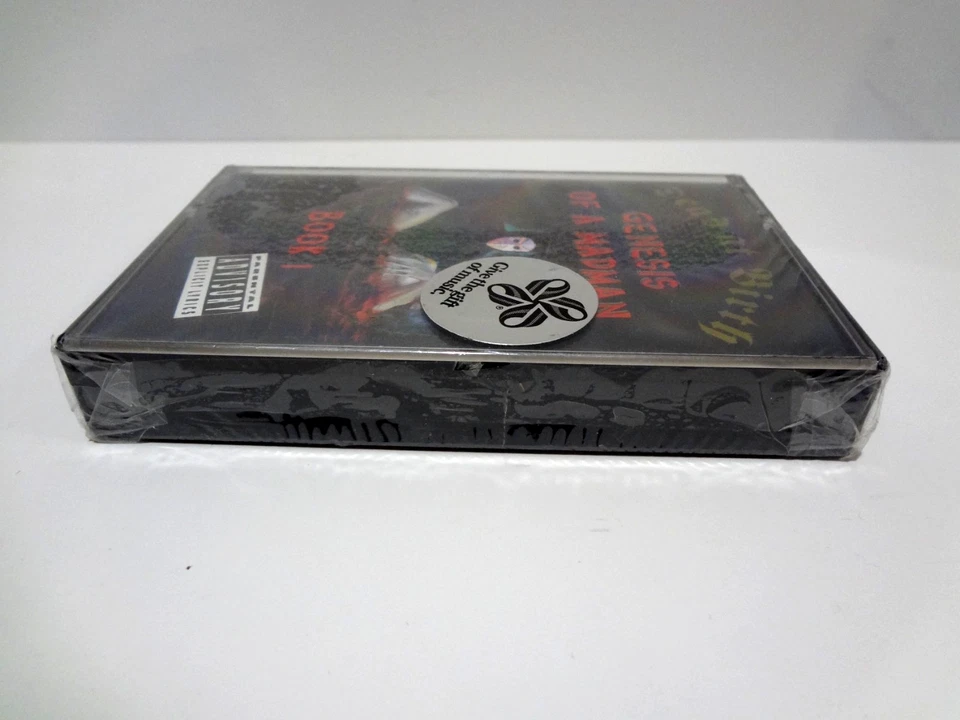 Birth
GENESIS
OF A MADMAN
Give the gift
of music.
®
BOOK I
PARENTAL
ADVISORY
EXPLICIT LYRICS